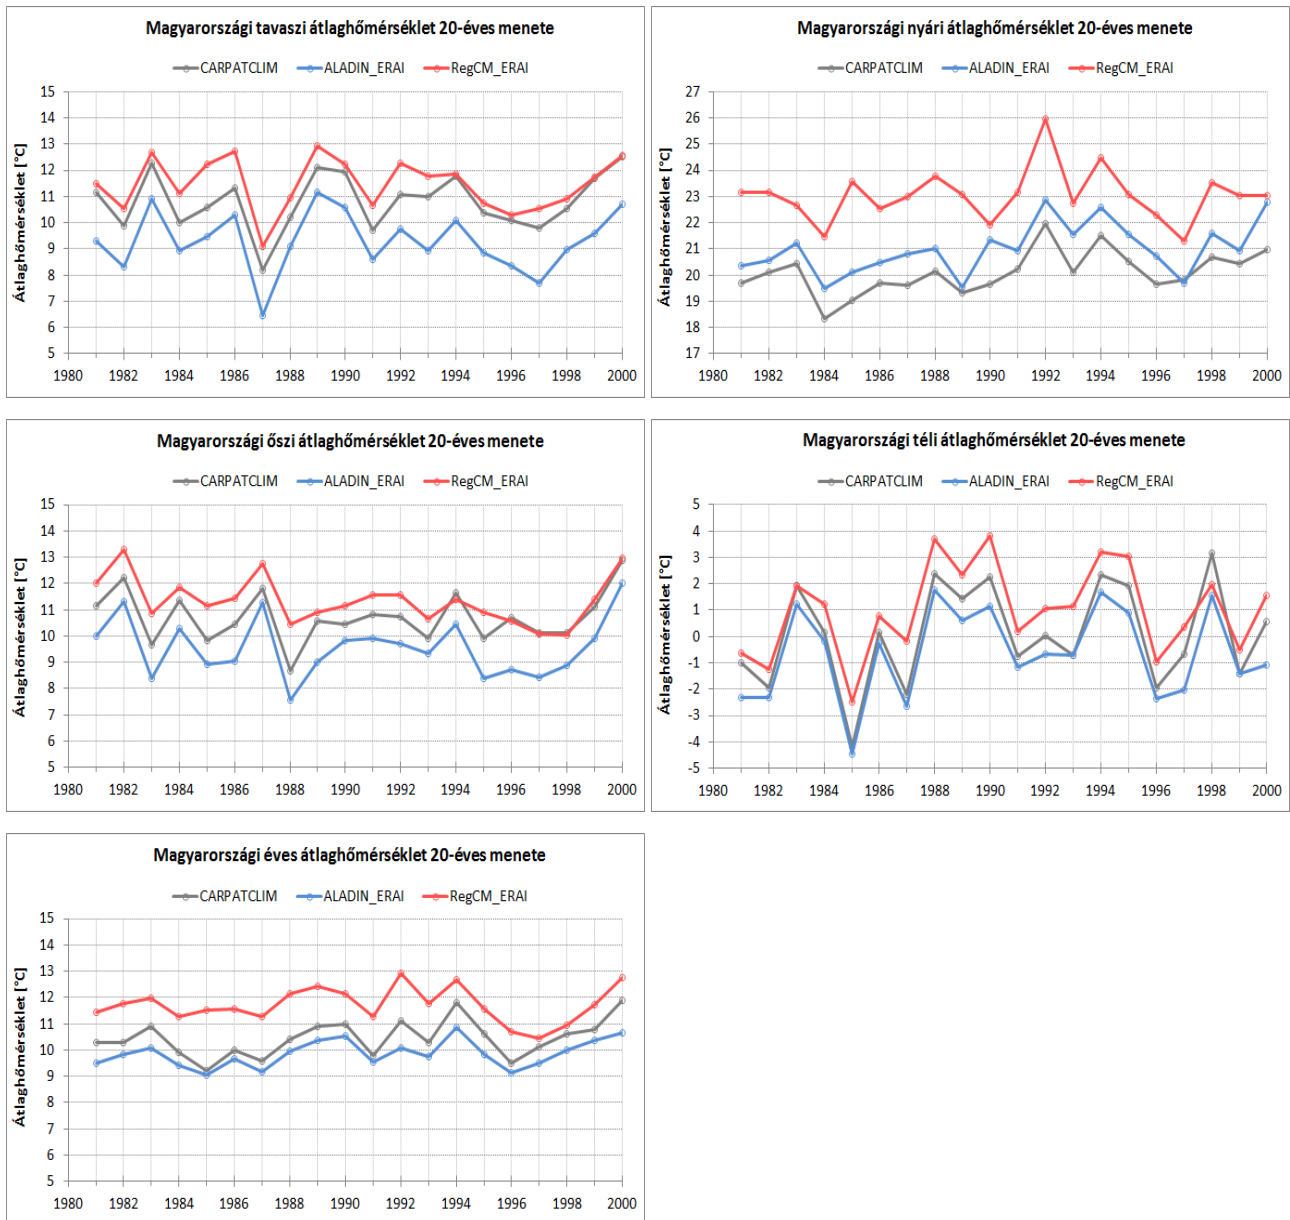 Magyarországi tavaszi átlaghőmérséklet 20-éves menete
CARPATCLIM ALADIN_ERAI RegCM_ERAI
Átlaghőmérséklet [°C]
15
14
13
12
11
10
9
8
7
6
5
1980 1982 1984 1986 1988 1990 1992 1994 1996 1998 2000
Magyarországi nyári átlaghőmérséklet 20-éves menete
CARPATCLIM ALADIN_ERAI RegCM_ERAI
Átlaghőmérséklet [°C]
27
26
25
24
23
22
21
20
19
18
17
1980 1982 1984 1986 1988 1990 1992 1994 1996 1998 2000
Magyarországi őszi átlaghőmérséklet 20-éves menete
CARPATCLIM ALADIN_ERAI RegCM_ERAI
Átlaghőmérséklet [°C]
15
14
13
12
11
10
9
8
7
6
5
1980 1982 1984 1986 1988 1990 1992 1994 1996 1998 2000
Magyarországi téli átlaghőmérséklet 20-éves menete
CARPATCLIM ALADIN_ERAI RegCM_ERAI
Átlaghőmérséklet [°C]
5
4
3
2
1
0
-1
-2
-3
-4
-5
1980 1982 1984 1986 1988 1990 1992 1994 1996 1998 2000
Magyarországi éves átlaghőmérséklet 20-éves menete
CARPATCLIM ALADIN_ERAI RegCM_ERAI
Átlaghőmérséklet [°C]
15
14
13
12
11
10
9
8
7
6
5
1980 1982 1984 1986 1988 1990 1992 1994 1996 1998 2000